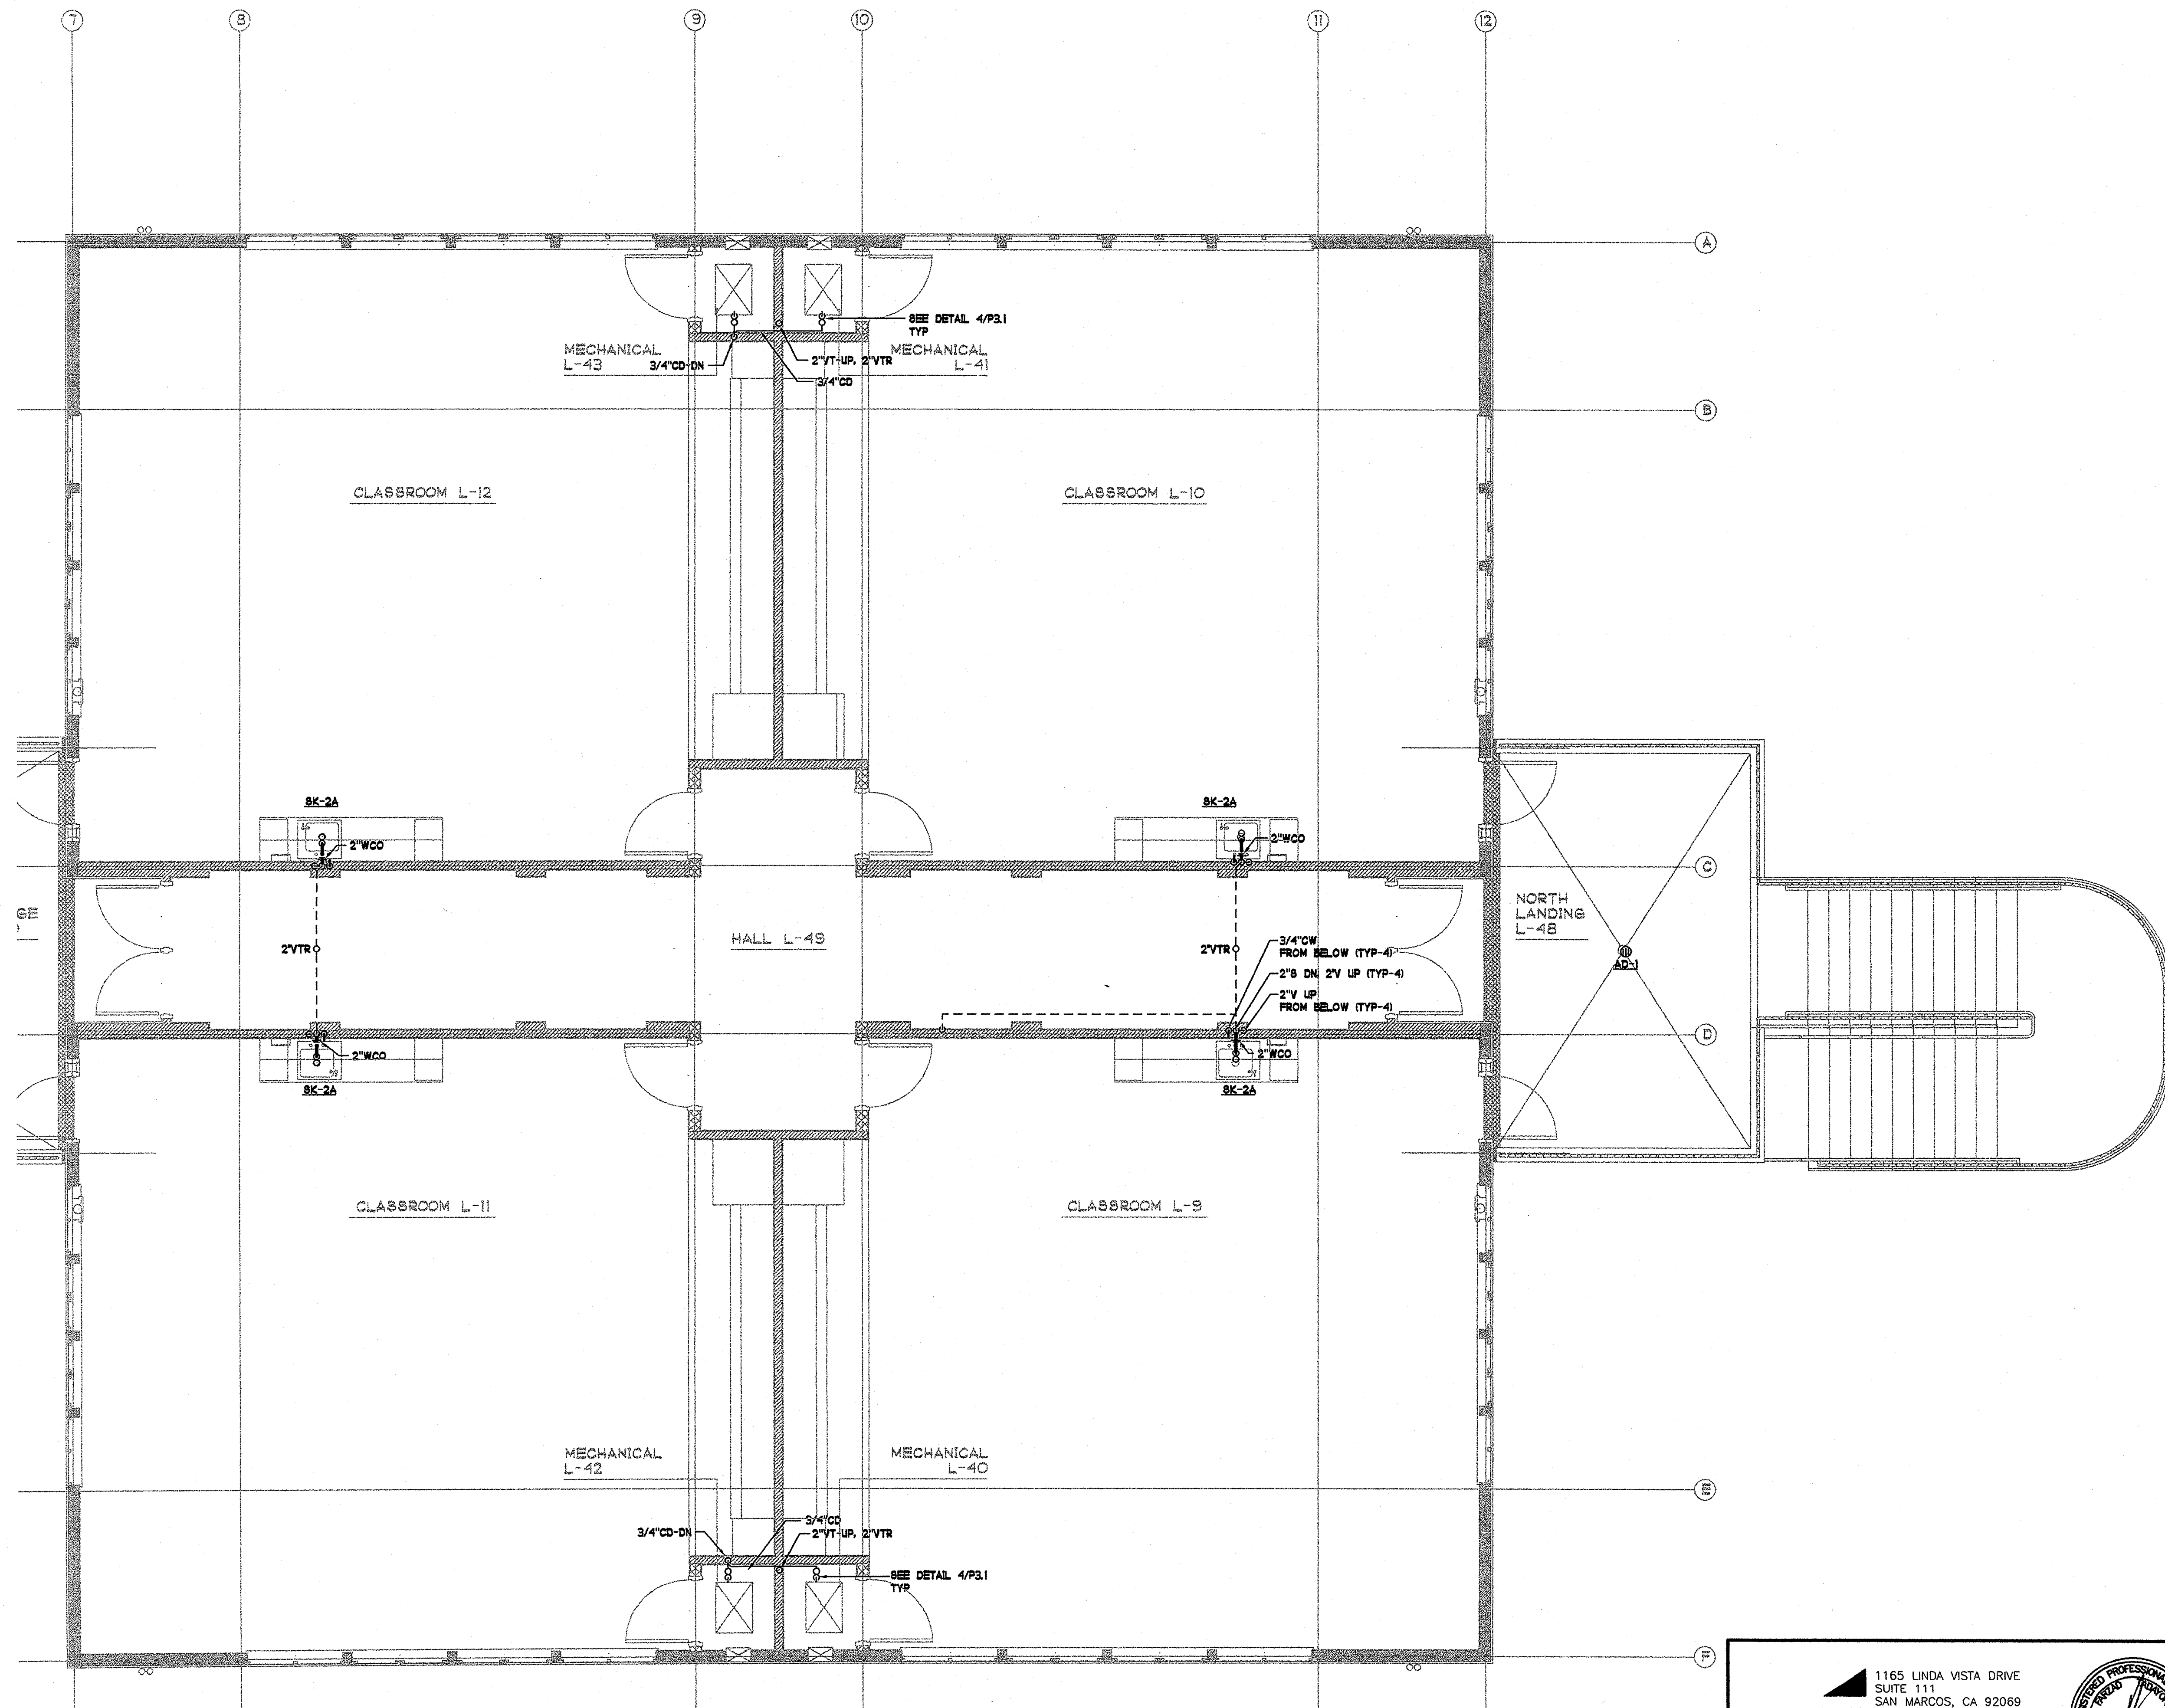 7
8
9
10
11
12
A
SEE DETAIL 4/P3.1
TYP
MECHANICAL
L-43
3/4"CD-DN
2"VT-UP, 2"VTR
MECHANICAL
L-41
3/4"CD
B
CLASSROOM L-12
CLASSROOM L-10
SK-2A
SK-2A
2"WCO
2"WCO
C
GE
NORTH
LANDING
L-48
HALL L-49
2"VTR
2"VTR
3/4"CW
FROM BELOW (TYP-4)
AD-1
2"S DN, 2"V UP (TYP-4)
2"V UP
FROM BELOW (TYP-4)
D
2"WCO
2"WCO
SK-2A
SK-2A
CLASSROOM L-11
CLASSROOM L-9
MECHANICAL
L-42
MECHANICAL
L-40
E
3/4"CD-DN
3/4"CD
2"VT-UP, 2"VTR
SEE DETAIL 4/P3.1
TYP
F
1165 LINDA VISTA DRIVE
SUITE 111
SAN MARCOS, CA 92069
PROFESSIONAL
FARZAD